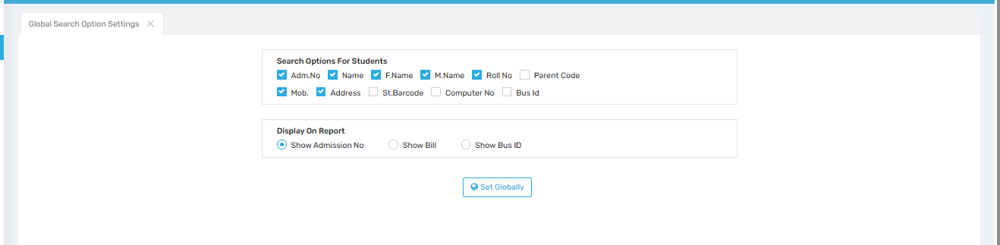 Global Search Option Settings
Search Options For Students
Adm.No Name F.Name M.Name Roll No Parent Code
Mob. Address St.Barcode Computer No Bus Id
Display On Report
Show Admission No Show Bill Show Bus ID
Set Globally